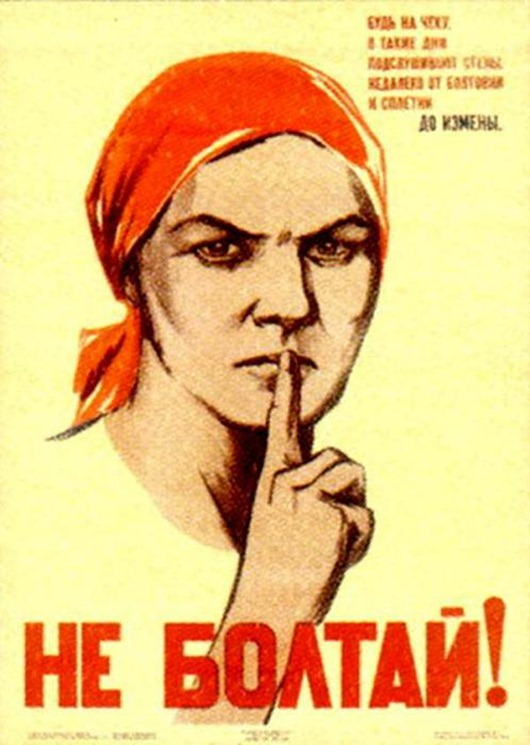 БУДЬ НА ЧЕКУ,
В ТАКИЕ ДНИ
ПОДСЛУШИВАЮТ СТЕНЫ.
НЕДАЛЕКО ОТ БОЛТОВНИ
И СПЛЕТНИ
ДО ИЗМЕНЫ.
НЕ БОЛТАЙ!